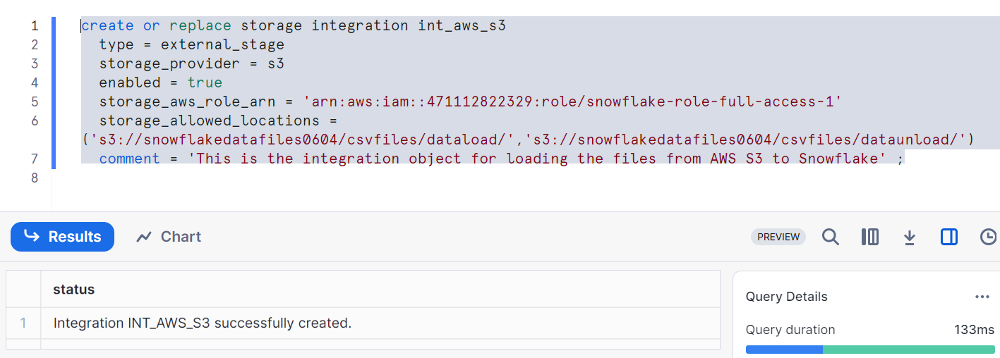 1 create or replace storage integration int_aws_s3
2 type = external_stage
3 storage_provider = s3
4 enabled = true
5 storage_aws_role_arn = 'arn:aws:iam::471112822329:role/snowflake-role-full-access-1'
6 storage_allowed_locations =
('s3://snowflakedatafiles0604/csvfiles/dataload/','s3://snowflakedatafiles0604/csvfiles/dataunload/')
7 comment = 'This is the integration object for loading the files from AWS S3 to Snowflake' ;
8
Results Chart PREVIEW
status
1 Integration INT_AWS_S3 successfully created.
Query Details ...
Query duration 133ms